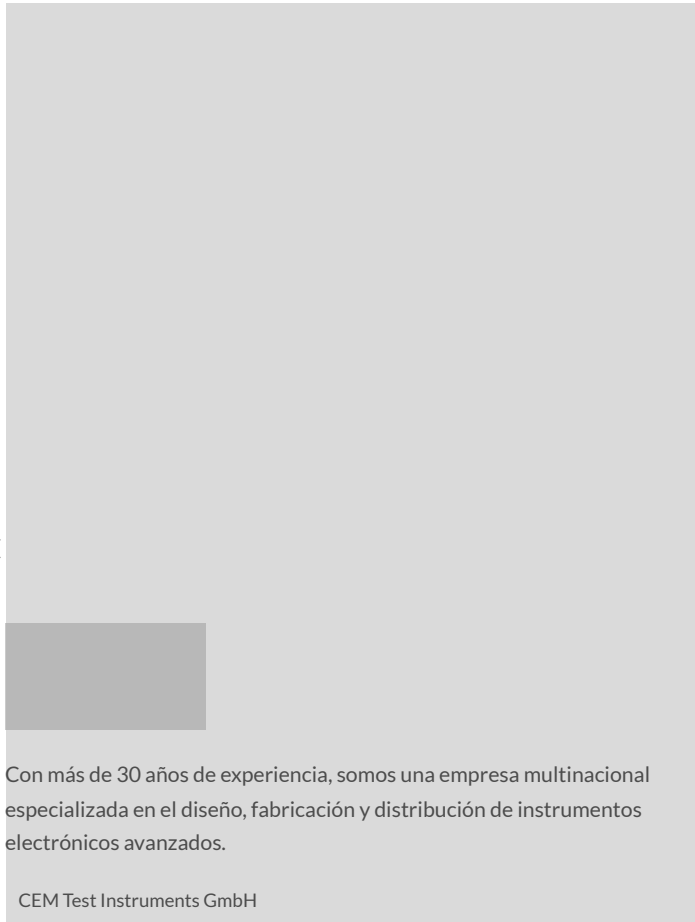 Con más de 30 años de experiencia, somos una empresa multinacional
especializada en el diseño, fabricación y distribución de instrumentos
electrónicos avanzados.
CEM Test Instruments GmbH